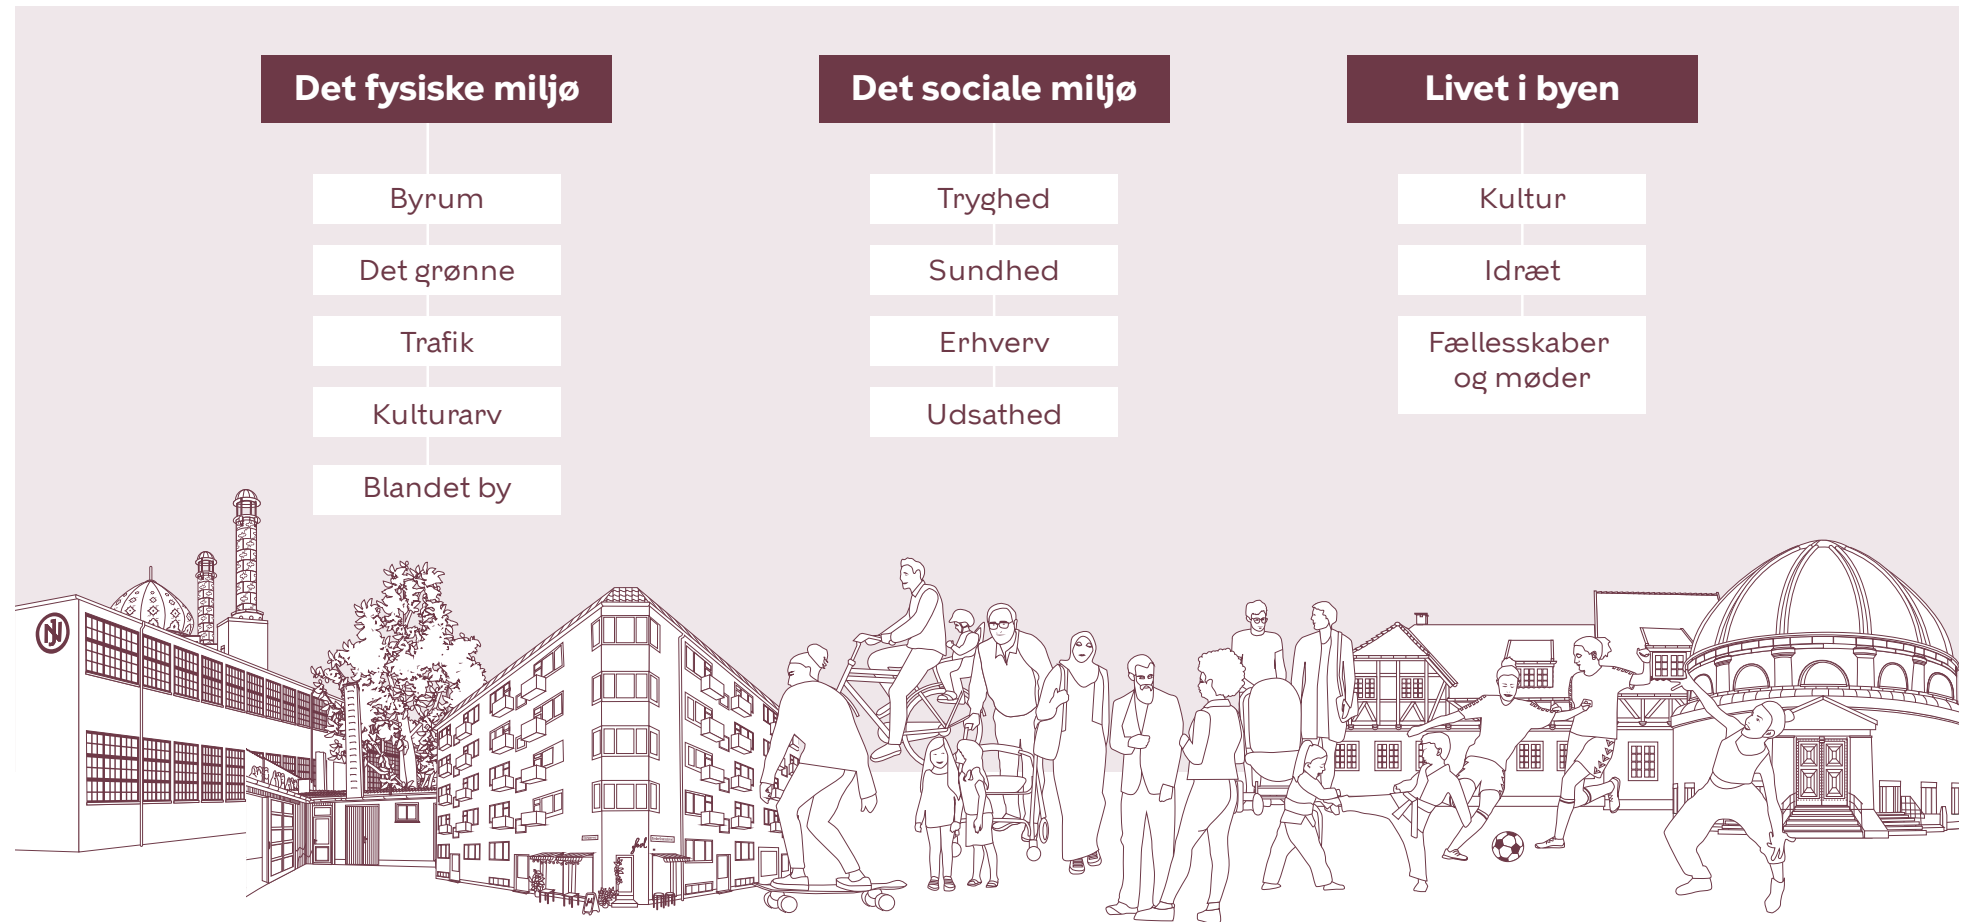 Det fysiske miljø
Byrum
Det grønne
Trafik
Kulturarv
Blandet by
Det sociale miljø
Tryghed
Sundhed
Erhverv
Udsathed
Livet i byen
Kultur
Idræt
Fællesskaber
og møder